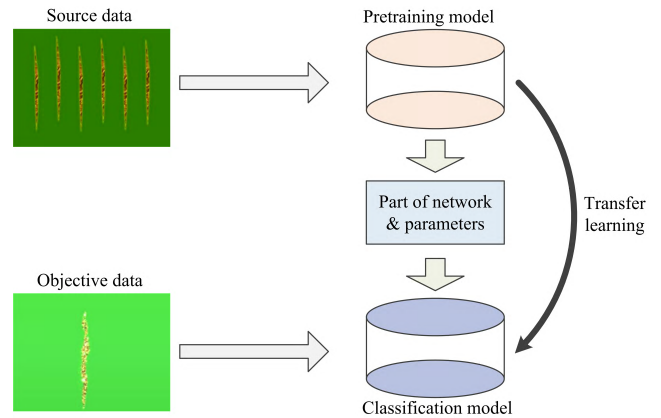 Source data
Pretraining model
Part of network
& parameters
Transfer
learning
Objective data
Classification model